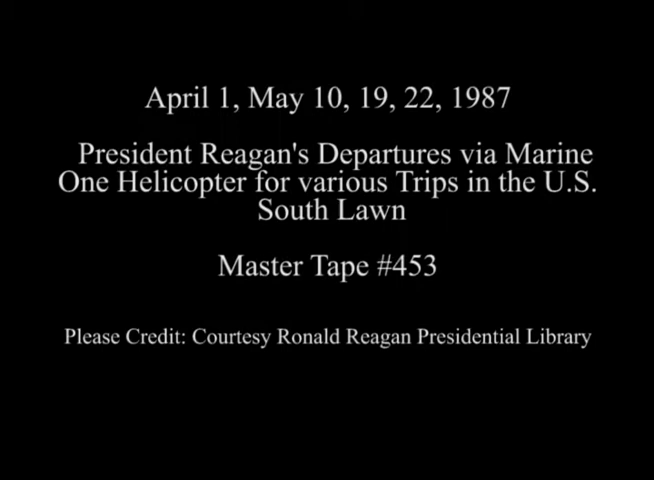 April 1, May 10, 19, 22, 1987
President Reagan's Departures via Marine
One Helicopter for various Trips in the U.S.
South Lawn
Master Tape #453
Please Credit: Courtesy Ronald Reagan Presidential Library